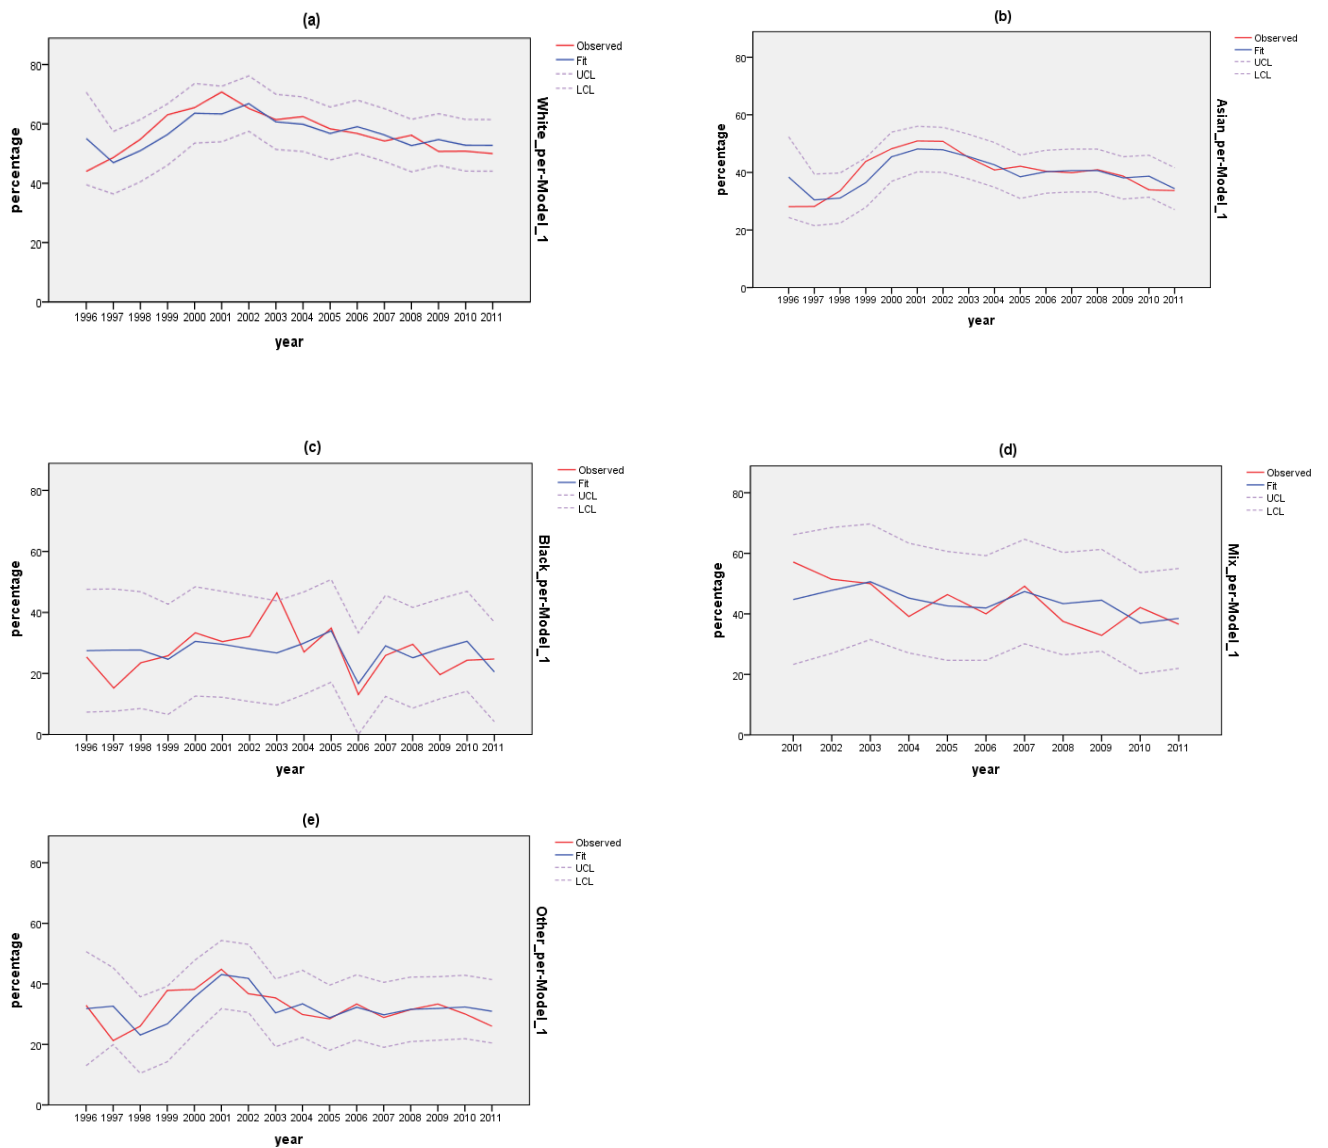 (a)
Observed
Fit
UCL
LCL
percentage
80
60
40
20
0
1996 1997 1998 1999 2000 2001 2002 2003 2004 2005 2006 2007 2008 2009 2010 2011
year
White_per-Model_1
(b)
Observed
Fit
UCL
LCL
percentage
80
60
40
20
0
1996 1997 1998 1999 2000 2001 2002 2003 2004 2005 2006 2007 2008 2009 2010 2011
year
Asian_per-Model_1
(c)
Observed
Fit
UCL
LCL
percentage
80
60
40
20
0
1996 1997 1998 1999 2000 2001 2002 2003 2004 2005 2006 2007 2008 2009 2010 2011
year
Black_per-Model_1
(d)
Observed
Fit
UCL
LCL
percentage
80
60
40
20
0
2001 2002 2003 2004 2005 2006 2007 2008 2009 2010 2011
year
Mix_per-Model_1
(e)
Observed
Fit
UCL
LCL
percentage
80
60
40
20
0
1996 1997 1998 1999 2000 2001 2002 2003 2004 2005 2006 2007 2008 2009 2010 2011
year
Other_per-Model_1